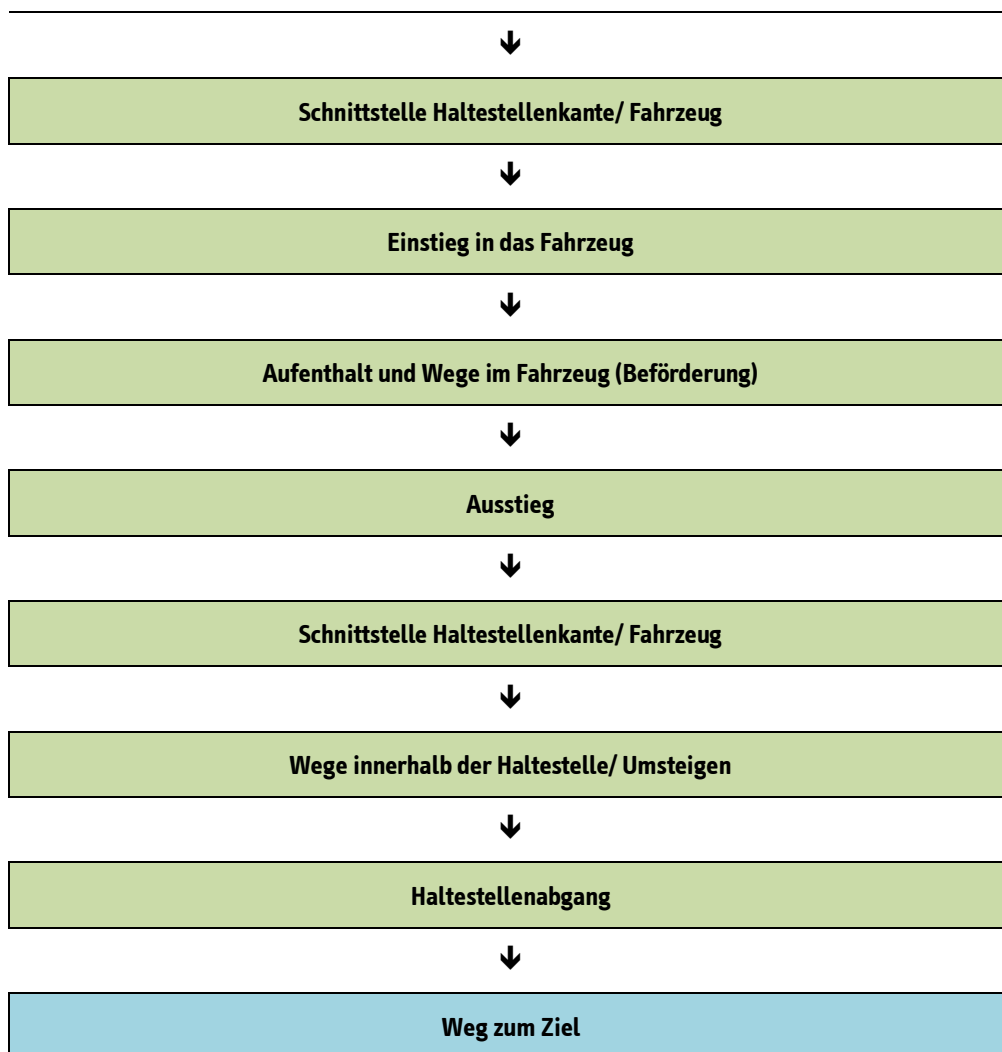 Schnittstelle Haltestellenkante/ Fahrzeug
Einstieg in das Fahrzeug
Aufenthalt und Wege im Fahrzeug (Beförderung)
Ausstieg
Schnittstelle Haltestellenkante/ Fahrzeug
Wege innerhalb der Haltestelle/ Umsteigen
Haltestellenabgang
Weg zum Ziel